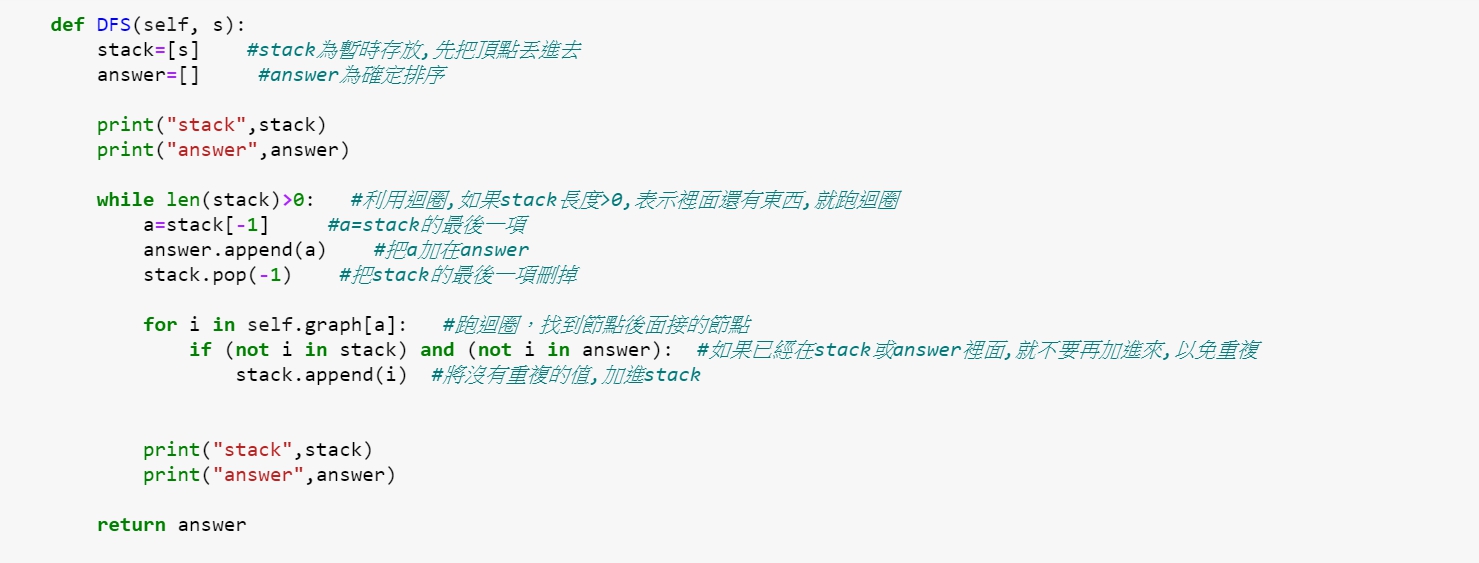 def DFS(self, s):
stack=[s]    #stack為暫時存放,先把頂點丟進去
answer=[]     #answer為確定排序
print("stack",stack)
print("answer",answer)
while len(stack)>0:   #利用迴圈,如果stack長度>0,表示裡面還有東西,就跑迴圈
a=stack[-1]     #a=stack的最後一項
answer.append(a)    #把a加在answer
stack.pop(-1)    #把stack的最後一項刪掉
for i in self.graph[a]:   #跑迴圈，找到節點後面接的節點
if (not i in stack) and (not i in answer):  #如果已經在stack或answer裡面,就不要再加進來,以免重複
stack.append(i)  #將沒有重複的值,加進stack
print("stack",stack)
print("answer",answer)
return answer